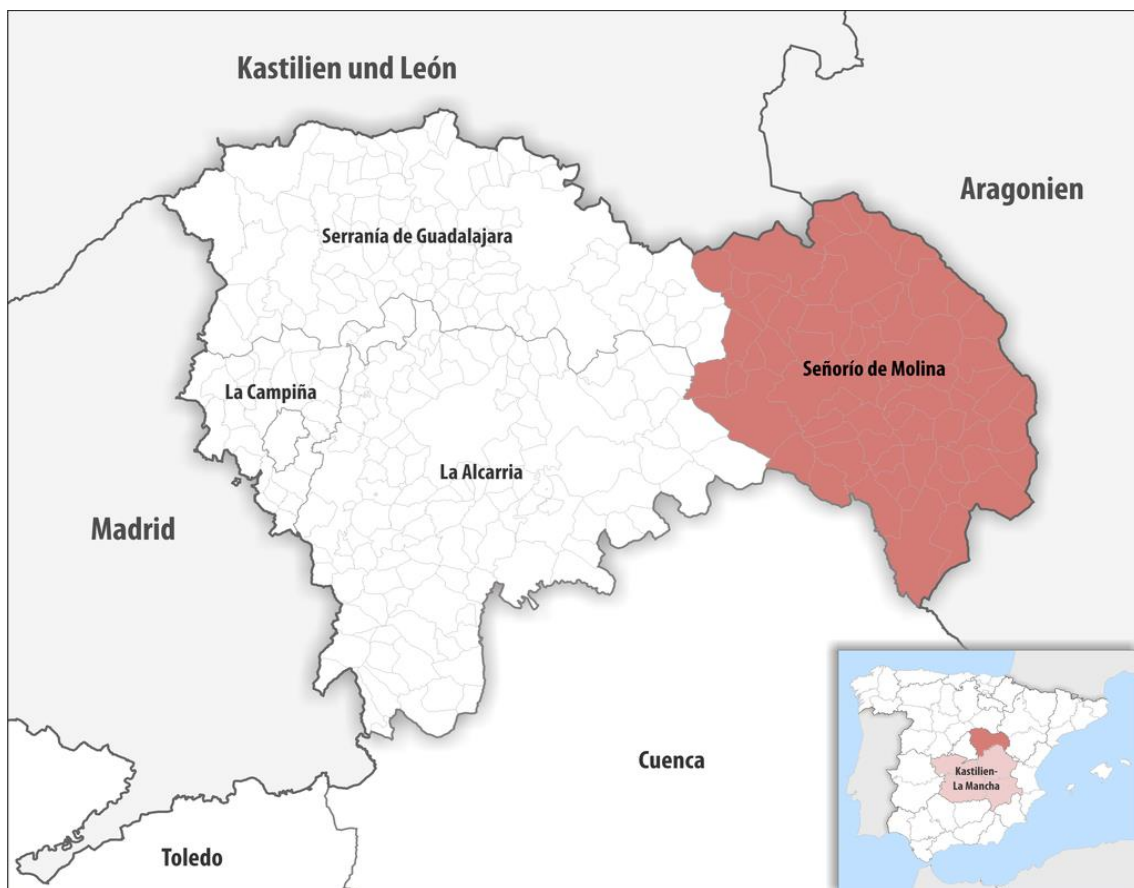 Kastilien und León
Aragonien
Serranía de Guadalajara
Señorío de Molina
La Campiña
La Alcarria
Madrid
Cuenca
Kastilien-
La Mancha
Toledo